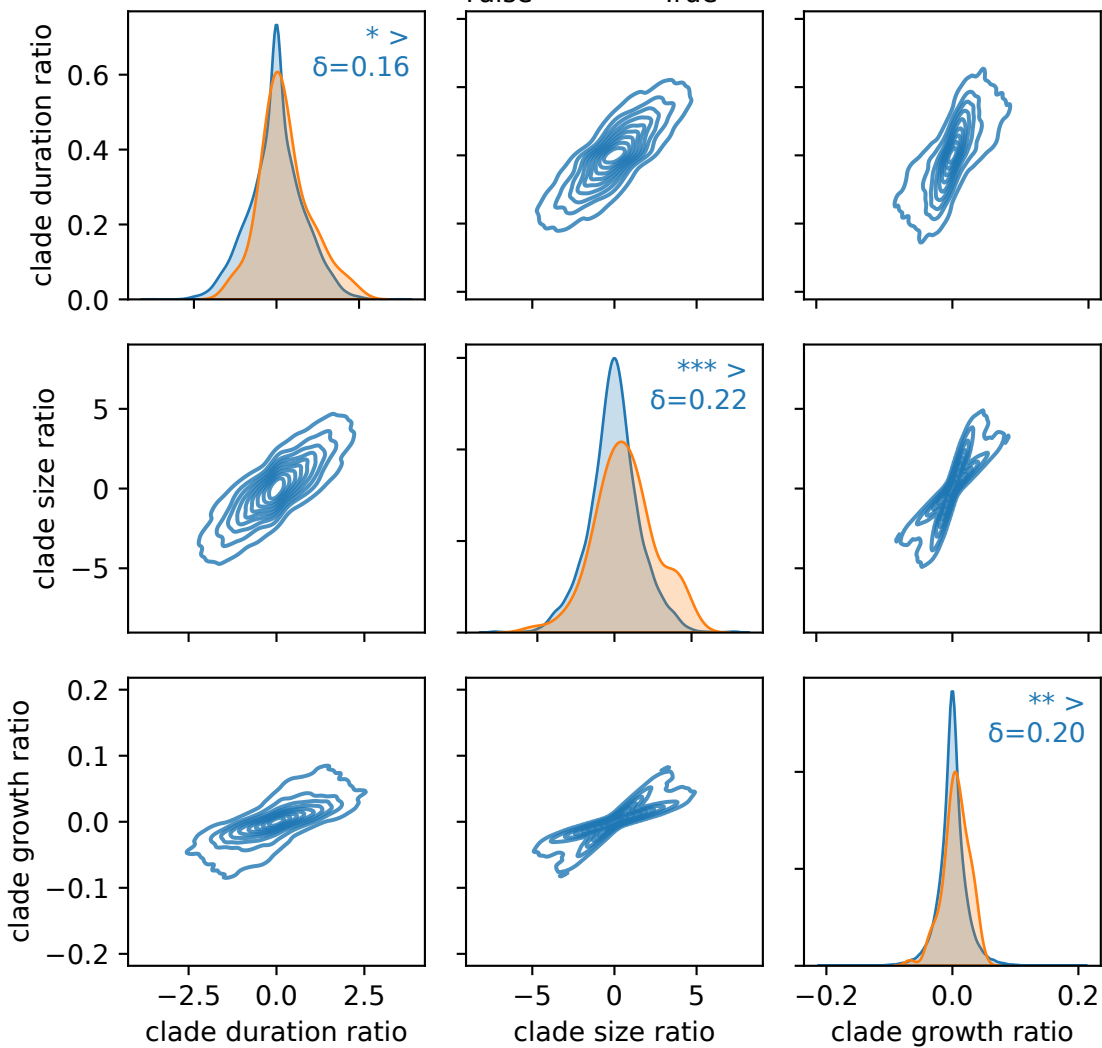 clade duration ratio
0.6
0.4
0.2
0.0
* >
δ=0.16
clade size ratio
5
0
−5
*** >
δ=0.22
clade growth ratio
0.2
0.1
0.0
−0.1
−0.2
** >
δ=0.20
−2.5 0.0 2.5
−5 0 5
−0.2 0.0 0.2
clade duration ratio
clade size ratio
clade growth ratio